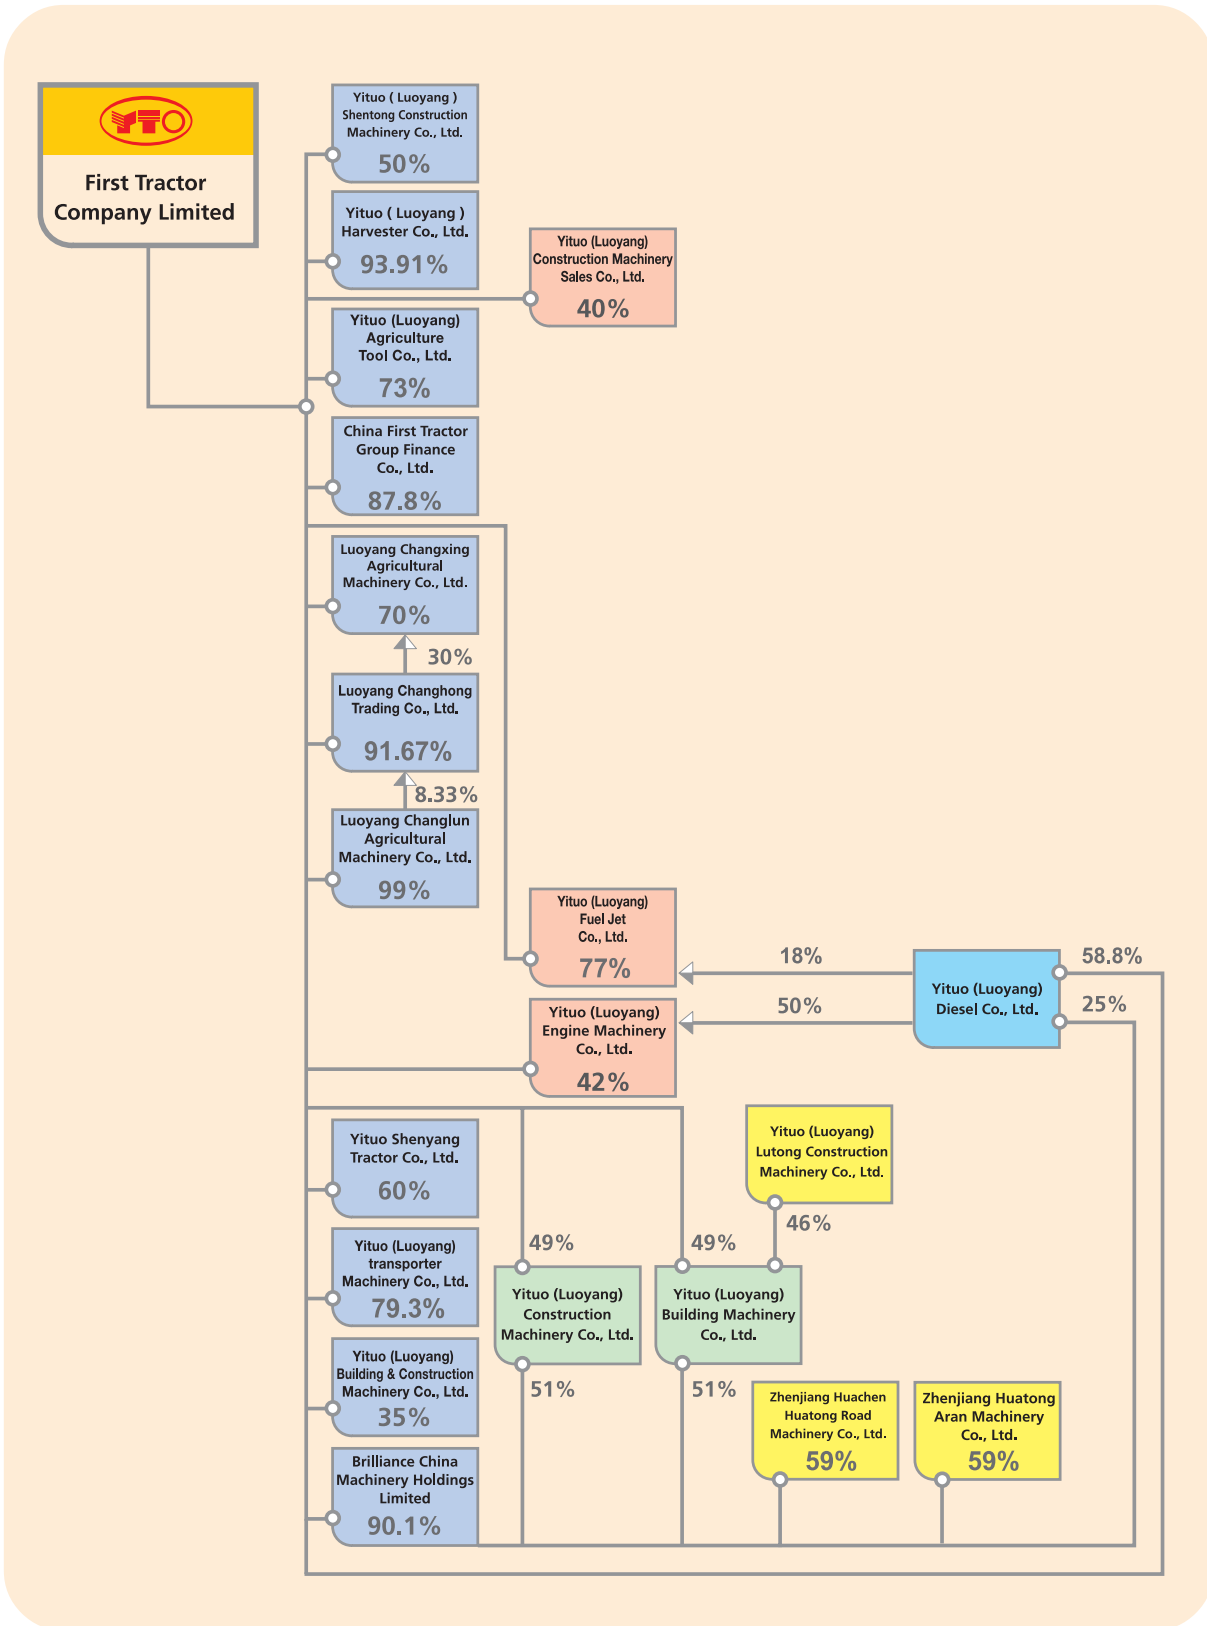 YTO
First Tractor
Company Limited
Yituo ( Luoyang )
Shentong Construction
Machinery Co., Ltd.
50%
Yituo ( Luoyang )
Harvester Co., Ltd.
93.91%
Yituo (Luoyang)
Construction Machinery
Sales Co., Ltd.
40%
Yituo (Luoyang)
Agriculture
Tool Co., Ltd.
73%
China First Tractor
Group Finance
Co., Ltd.
87.8%
Luoyang Changxing
Agricultural
Machinery Co., Ltd.
70%
30%
Luoyang Changhong
Trading Co., Ltd.
91.67%
8.33%
Luoyang Changlun
Agricultural
Machinery Co., Ltd.
99%
Yituo (Luoyang)
Fuel Jet
Co., Ltd.
77%
18%
58.8%
Yituo (Luoyang)
Diesel Co., Ltd.
50%
25%
Yituo (Luoyang)
Engine Machinery
Co., Ltd.
42%
Yituo Shenyang
Tractor Co., Ltd.
60%
Yituo (Luoyang)
Lutong Construction
Machinery Co., Ltd.
46%
49%
49%
Yituo (Luoyang)
transporter
Machinery Co., Ltd.
79.3%
Yituo (Luoyang)
Construction
Machinery Co., Ltd.
51%
Yituo (Luoyang)
Building Machinery
Co., Ltd.
51%
Yituo (Luoyang)
Building & Construction
Machinery Co., Ltd.
35%
Zhenjiang Huachen
Huatong Road
Machinery Co., Ltd.
59%
Zhenjiang Huatong
Aran Machinery
Co., Ltd.
59%
Brilliance China
Machinery Holdings
Limited
90.1%